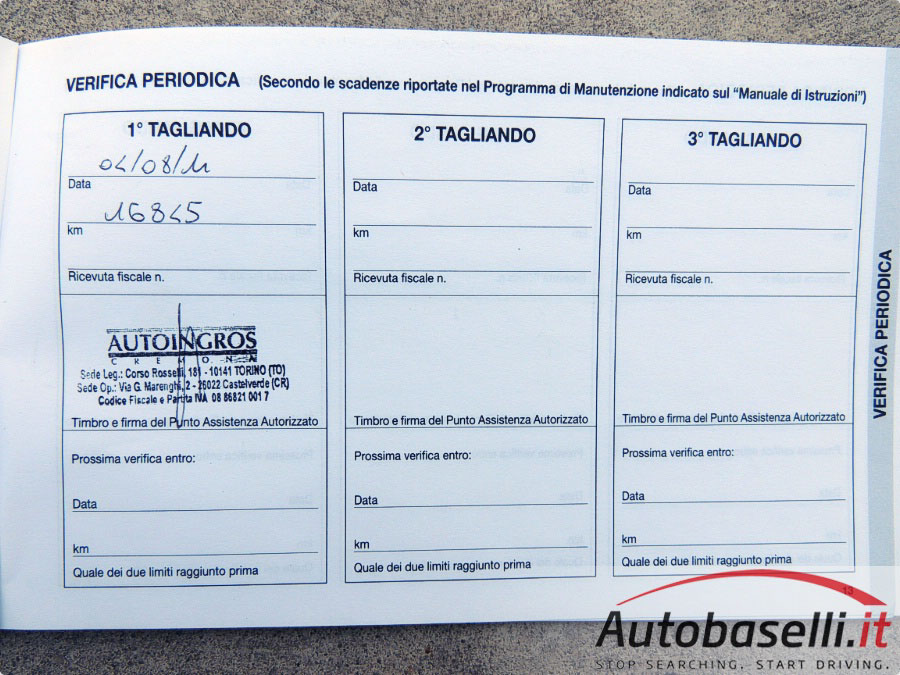 VERIFICA PERIODICA (Secondo le scadenze riportate nel Programma di Manutenzione indicato sul "Manuale di Istruzioni")
1° TAGLIANDO
04/08/11
Data
16845
km
Ricevuta fiscale n.
AUTOINGROS
CREMONA
Sede Leg.: Corso Rosselli, 181 - 10141 TORINO (TO)
Sede Op.: Via G. Marenghi, 2 - 26022 Castelverde (CR)
Codice Fiscale e Partita IVA 08 86821 001 7
Timbro e firma del Punto Assistenza Autorizzato
Prossima verifica entro:
Data
km
Quale dei due limiti raggiunto prima
2° TAGLIANDO
Data
km
Ricevuta fiscale n.
Timbro e firma del Punto Assistenza Autorizzato
Prossima verifica entro:
Data
km
Quale dei due limiti raggiunto prima
3° TAGLIANDO
Data
km
Ricevuta fiscale n.
Timbro e firma del Punto Assistenza Autorizzato
Prossima verifica entro:
Data
km
Quale dei due limiti raggiunto prima
VERIFICA PERIODICA
13
Autobaselli.it
STOP SEARCHING. START DRIVING.